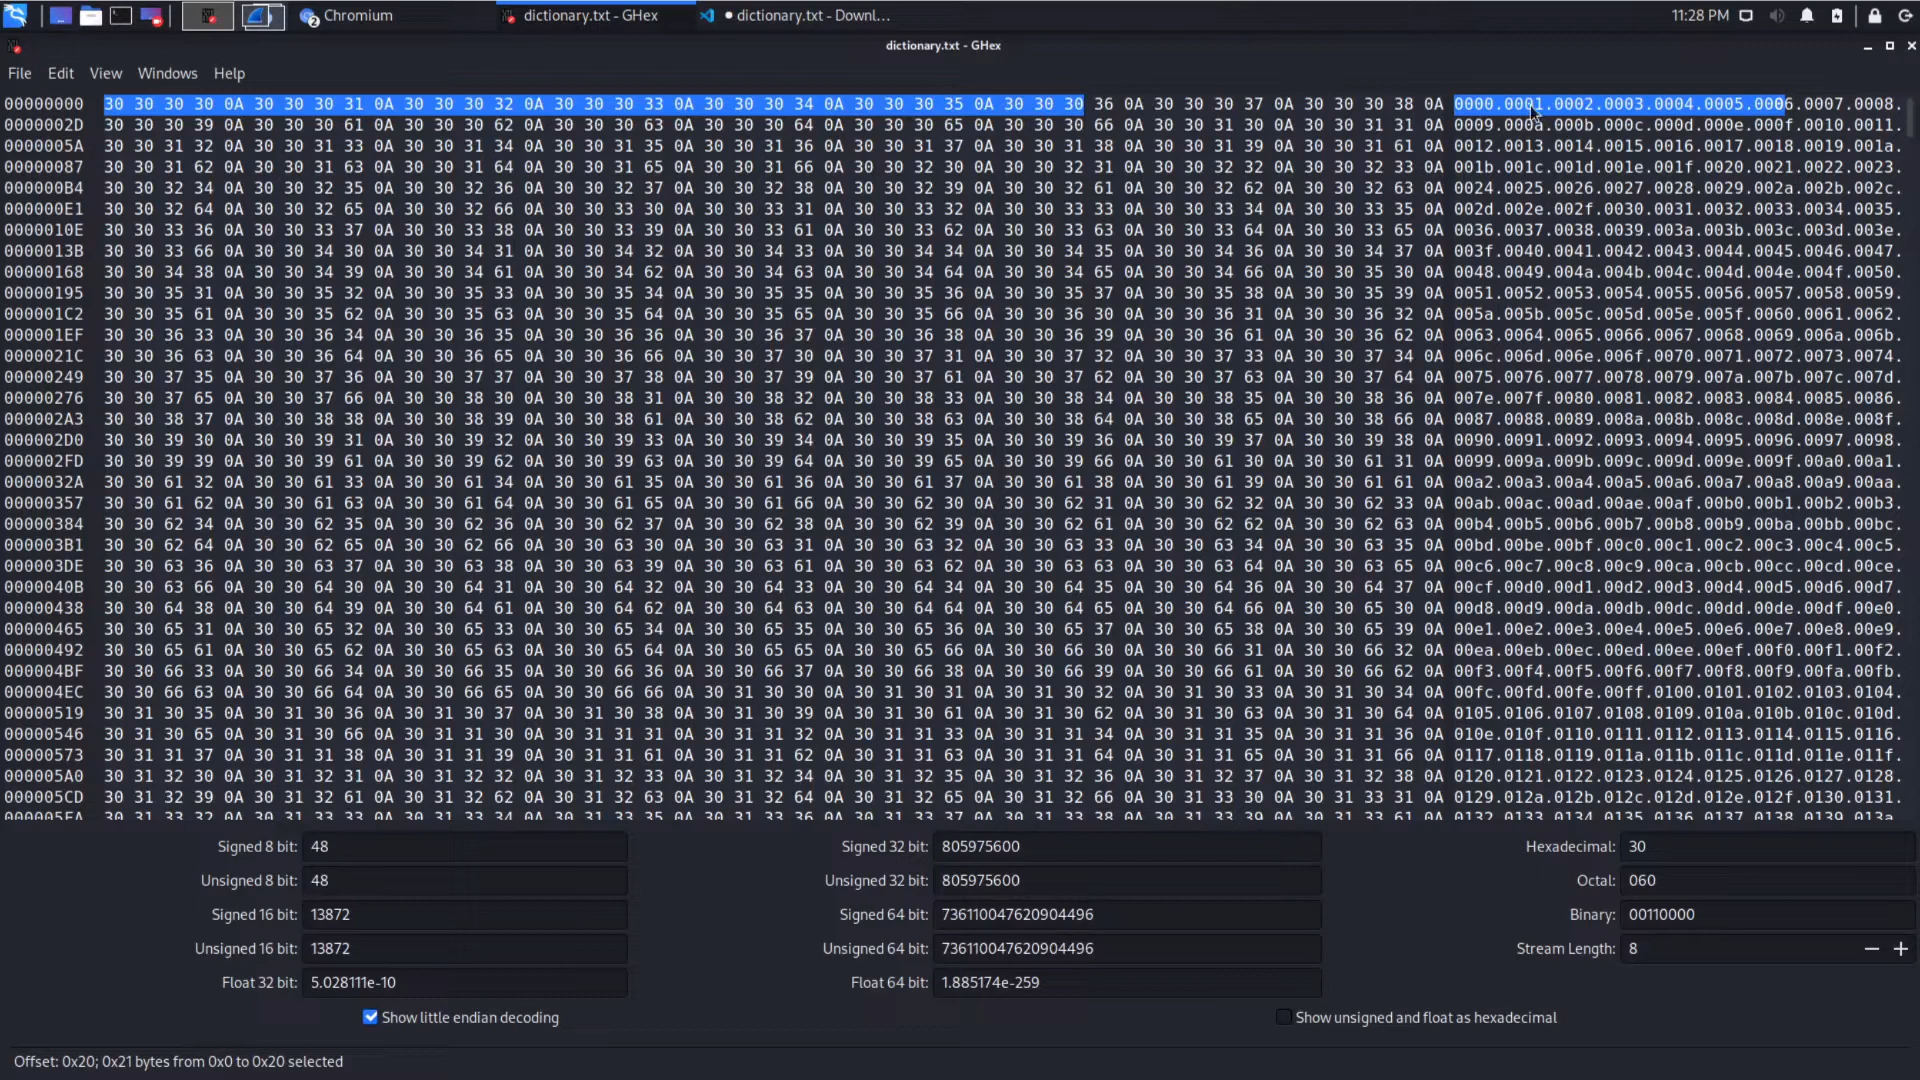 2 Chromium
dictionary.txt - GHex
● dictionary.txt - Downl...
11:28 PM
dictionary.txt - GHex
File Edit View Windows Help
00000000 30 30 30 30 0A 30 30 30 31 0A 30 30 30 32 0A 30 30 30 33 0A 30 30 30 34 0A 30 30 30 35 0A 30 30 30 36 0A 30 30 30 37 0A 30 30 30 38 0A 0000.0001.0002.0003.0004.0005.0006.0007.0008.
0000002D 30 30 30 39 0A 30 30 30 61 0A 30 30 30 62 0A 30 30 30 63 0A 30 30 30 64 0A 30 30 30 65 0A 30 30 30 66 0A 30 30 31 30 0A 30 30 31 31 0A 0009.000a.000b.000c.000d.000e.000f.0010.0011.
0000005A 30 30 31 32 0A 30 30 31 33 0A 30 30 31 34 0A 30 30 31 35 0A 30 30 31 36 0A 30 30 31 37 0A 30 30 31 38 0A 30 30 31 39 0A 30 30 31 61 0A 0012.0013.0014.0015.0016.0017.0018.0019.001a.
00000087 30 30 31 62 0A 30 30 31 63 0A 30 30 31 64 0A 30 30 31 65 0A 30 30 31 66 0A 30 30 32 30 0A 30 30 32 31 0A 30 30 32 32 0A 30 30 32 33 0A 001b.001c.001d.001e.001f.0020.0021.0022.0023.
000000B4 30 30 32 34 0A 30 30 32 35 0A 30 30 32 36 0A 30 30 32 37 0A 30 30 32 38 0A 30 30 32 39 0A 30 30 32 61 0A 30 30 32 62 0A 30 30 32 63 0A 0024.0025.0026.0027.0028.0029.002a.002b.002c.
000000E1 30 30 32 64 0A 30 30 32 65 0A 30 30 32 66 0A 30 30 33 30 0A 30 30 33 31 0A 30 30 33 32 0A 30 30 33 33 0A 30 30 33 34 0A 30 30 33 35 0A 002d.002e.002f.0030.0031.0032.0033.0034.0035.
0000010E 30 30 33 36 0A 30 30 33 37 0A 30 30 33 38 0A 30 30 33 39 0A 30 30 33 61 0A 30 30 33 62 0A 30 30 33 63 0A 30 30 33 64 0A 30 30 33 65 0A 0036.0037.0038.0039.003a.003b.003c.003d.003e.
0000013B 30 30 33 66 0A 30 30 34 30 0A 30 30 34 31 0A 30 30 34 32 0A 30 30 34 33 0A 30 30 34 34 0A 30 30 34 35 0A 30 30 34 36 0A 30 30 34 37 0A 003f.0040.0041.0042.0043.0044.0045.0046.0047.
00000168 30 30 34 38 0A 30 30 34 39 0A 30 30 34 61 0A 30 30 34 62 0A 30 30 34 63 0A 30 30 34 64 0A 30 30 34 65 0A 30 30 34 66 0A 30 30 35 30 0A 0048.0049.004a.004b.004c.004d.004e.004f.0050.
00000195 30 30 35 31 0A 30 30 35 32 0A 30 30 35 33 0A 30 30 35 34 0A 30 30 35 35 0A 30 30 35 36 0A 30 30 35 37 0A 30 30 35 38 0A 30 30 35 39 0A 0051.0052.0053.0054.0055.0056.0057.0058.0059.
000001C2 30 30 35 61 0A 30 30 35 62 0A 30 30 35 63 0A 30 30 35 64 0A 30 30 35 65 0A 30 30 35 66 0A 30 30 36 30 0A 30 30 36 31 0A 30 30 36 32 0A 005a.005b.005c.005d.005e.005f.0060.0061.0062.
000001EF 30 30 36 33 0A 30 30 36 34 0A 30 30 36 35 0A 30 30 36 36 0A 30 30 36 37 0A 30 30 36 38 0A 30 30 36 39 0A 30 30 36 61 0A 30 30 36 62 0A 0063.0064.0065.0066.0067.0068.0069.006a.006b.
0000021C 30 30 36 63 0A 30 30 36 64 0A 30 30 36 65 0A 30 30 36 66 0A 30 30 37 30 0A 30 30 37 31 0A 30 30 37 32 0A 30 30 37 33 0A 30 30 37 34 0A 006c.006d.006e.006f.0070.0071.0072.0073.0074.
00000249 30 30 37 35 0A 30 30 37 36 0A 30 30 37 37 0A 30 30 37 38 0A 30 30 37 39 0A 30 30 37 61 0A 30 30 37 62 0A 30 30 37 63 0A 30 30 37 64 0A 0075.0076.0077.0078.0079.007a.007b.007c.007d.
00000276 30 30 37 65 0A 30 30 37 66 0A 30 30 38 30 0A 30 30 38 31 0A 30 30 38 32 0A 30 30 38 33 0A 30 30 38 34 0A 30 30 38 35 0A 30 30 38 36 0A 007e.007f.0080.0081.0082.0083.0084.0085.0086.
000002A3 30 30 38 37 0A 30 30 38 38 0A 30 30 38 39 0A 30 30 38 61 0A 30 30 38 62 0A 30 30 38 63 0A 30 30 38 64 0A 30 30 38 65 0A 30 30 38 66 0A 0087.0088.0089.008a.008b.008c.008d.008e.008f.
000002D0 30 30 39 30 0A 30 30 39 31 0A 30 30 39 32 0A 30 30 39 33 0A 30 30 39 34 0A 30 30 39 35 0A 30 30 39 36 0A 30 30 39 37 0A 30 30 39 38 0A 0090.0091.0092.0093.0094.0095.0096.0097.0098.
000002FD 30 30 39 39 0A 30 30 39 61 0A 30 30 39 62 0A 30 30 39 63 0A 30 30 39 64 0A 30 30 39 65 0A 30 30 39 66 0A 30 30 61 30 0A 30 30 61 31 0A 0099.009a.009b.009c.009d.009e.009f.00a0.00a1.
0000032A 30 30 61 32 0A 30 30 61 33 0A 30 30 61 34 0A 30 30 61 35 0A 30 30 61 36 0A 30 30 61 37 0A 30 30 61 38 0A 30 30 61 39 0A 30 30 61 61 0A 00a2.00a3.00a4.00a5.00a6.00a7.00a8.00a9.00aa.
00000357 30 30 61 62 0A 30 30 61 63 0A 30 30 61 64 0A 30 30 61 65 0A 30 30 61 66 0A 30 30 62 30 0A 30 30 62 31 0A 30 30 62 32 0A 30 30 62 33 0A 00ab.00ac.00ad.00ae.00af.00b0.00b1.00b2.00b3.
00000384 30 30 62 34 0A 30 30 62 35 0A 30 30 62 36 0A 30 30 62 37 0A 30 30 62 38 0A 30 30 62 39 0A 30 30 62 61 0A 30 30 62 62 0A 30 30 62 63 0A 00b4.00b5.00b6.00b7.00b8.00b9.00ba.00bb.00bc.
000003B1 30 30 62 64 0A 30 30 62 65 0A 30 30 62 66 0A 30 30 63 30 0A 30 30 63 31 0A 30 30 63 32 0A 30 30 63 33 0A 30 30 63 34 0A 30 30 63 35 0A 00bd.00be.00bf.00c0.00c1.00c2.00c3.00c4.00c5.
000003DE 30 30 63 36 0A 30 30 63 37 0A 30 30 63 38 0A 30 30 63 39 0A 30 30 63 61 0A 30 30 63 62 0A 30 30 63 63 0A 30 30 63 64 0A 30 30 63 65 0A 00c6.00c7.00c8.00c9.00ca.00cb.00cc.00cd.00ce.
0000040B 30 30 63 66 0A 30 30 64 30 0A 30 30 64 31 0A 30 30 64 32 0A 30 30 64 33 0A 30 30 64 34 0A 30 30 64 35 0A 30 30 64 36 0A 30 30 64 37 0A 00cf.00d0.00d1.00d2.00d3.00d4.00d5.00d6.00d7.
00000438 30 30 64 38 0A 30 30 64 39 0A 30 30 64 61 0A 30 30 64 62 0A 30 30 64 63 0A 30 30 64 64 0A 30 30 64 65 0A 30 30 64 66 0A 30 30 65 30 0A 00d8.00d9.00da.00db.00dc.00dd.00de.00df.00e0.
00000465 30 30 65 31 0A 30 30 65 32 0A 30 30 65 33 0A 30 30 65 34 0A 30 30 65 35 0A 30 30 65 36 0A 30 30 65 37 0A 30 30 65 38 0A 30 30 65 39 0A 00e1.00e2.00e3.00e4.00e5.00e6.00e7.00e8.00e9.
00000492 30 30 65 61 0A 30 30 65 62 0A 30 30 65 63 0A 30 30 65 64 0A 30 30 65 65 0A 30 30 65 66 0A 30 30 66 30 0A 30 30 66 31 0A 30 30 66 32 0A 00ea.00eb.00ec.00ed.00ee.00ef.00f0.00f1.00f2.
000004BF 30 30 66 33 0A 30 30 66 34 0A 30 30 66 35 0A 30 30 66 36 0A 30 30 66 37 0A 30 30 66 38 0A 30 30 66 39 0A 30 30 66 61 0A 30 30 66 62 0A 00f3.00f4.00f5.00f6.00f7.00f8.00f9.00fa.00fb.
000004EC 30 30 66 63 0A 30 30 66 64 0A 30 30 66 65 0A 30 30 66 66 0A 30 31 30 30 0A 30 31 30 31 0A 30 31 30 32 0A 30 31 30 33 0A 30 31 30 34 0A 00fc.00fd.00fe.00ff.0100.0101.0102.0103.0104.
00000519 30 31 30 35 0A 30 31 30 36 0A 30 31 30 37 0A 30 31 30 38 0A 30 31 30 39 0A 30 31 30 61 0A 30 31 30 62 0A 30 31 30 63 0A 30 31 30 64 0A 0105.0106.0107.0108.0109.010a.010b.010c.010d.
00000546 30 31 30 65 0A 30 31 30 66 0A 30 31 31 30 0A 30 31 31 31 0A 30 31 31 32 0A 30 31 31 33 0A 30 31 31 34 0A 30 31 31 35 0A 30 31 31 36 0A 010e.010f.0110.0111.0112.0113.0114.0115.0116.
00000573 30 31 31 37 0A 30 31 31 38 0A 30 31 31 39 0A 30 31 31 61 0A 30 31 31 62 0A 30 31 31 63 0A 30 31 31 64 0A 30 31 31 65 0A 30 31 31 66 0A 0117.0118.0119.011a.011b.011c.011d.011e.011f.
000005A0 30 31 32 30 0A 30 31 32 31 0A 30 31 32 32 0A 30 31 32 33 0A 30 31 32 34 0A 30 31 32 35 0A 30 31 32 36 0A 30 31 32 37 0A 30 31 32 38 0A 0120.0121.0122.0123.0124.0125.0126.0127.0128.
000005CD 30 31 32 39 0A 30 31 32 61 0A 30 31 32 62 0A 30 31 32 63 0A 30 31 32 64 0A 30 31 32 65 0A 30 31 32 66 0A 30 31 33 30 0A 30 31 33 31 0A 0129.012a.012b.012c.012d.012e.012f.0130.0131.
000005FA 30 31 33 32 0A 30 31 33 33 0A 30 31 33 34 0A 30 31 33 35 0A 30 31 33 36 0A 30 31 33 37 0A 30 31 33 38 0A 30 31 33 39 0A 30 31 33 61 0A 0132.0133.0134.0135.0136.0137.0138.0139.013a.
Signed 8 bit: 48 Signed 32 bit: 805975600 Hexadecimal: 30
Unsigned 8 bit: 48 Unsigned 32 bit: 805975600 Octal: 060
Signed 16 bit: 13872 Signed 64 bit: 736110047620904496 Binary: 00110000
Unsigned 16 bit: 13872 Unsigned 64 bit: 736110047620904496 Stream Length: 8
Float 32 bit: 5.028111e-10 Float 64 bit: 1.885174e-259
Show little endian decoding Show unsigned and float as hexadecimal
Offset: 0x20; 0x21 bytes from 0x0 to 0x20 selected